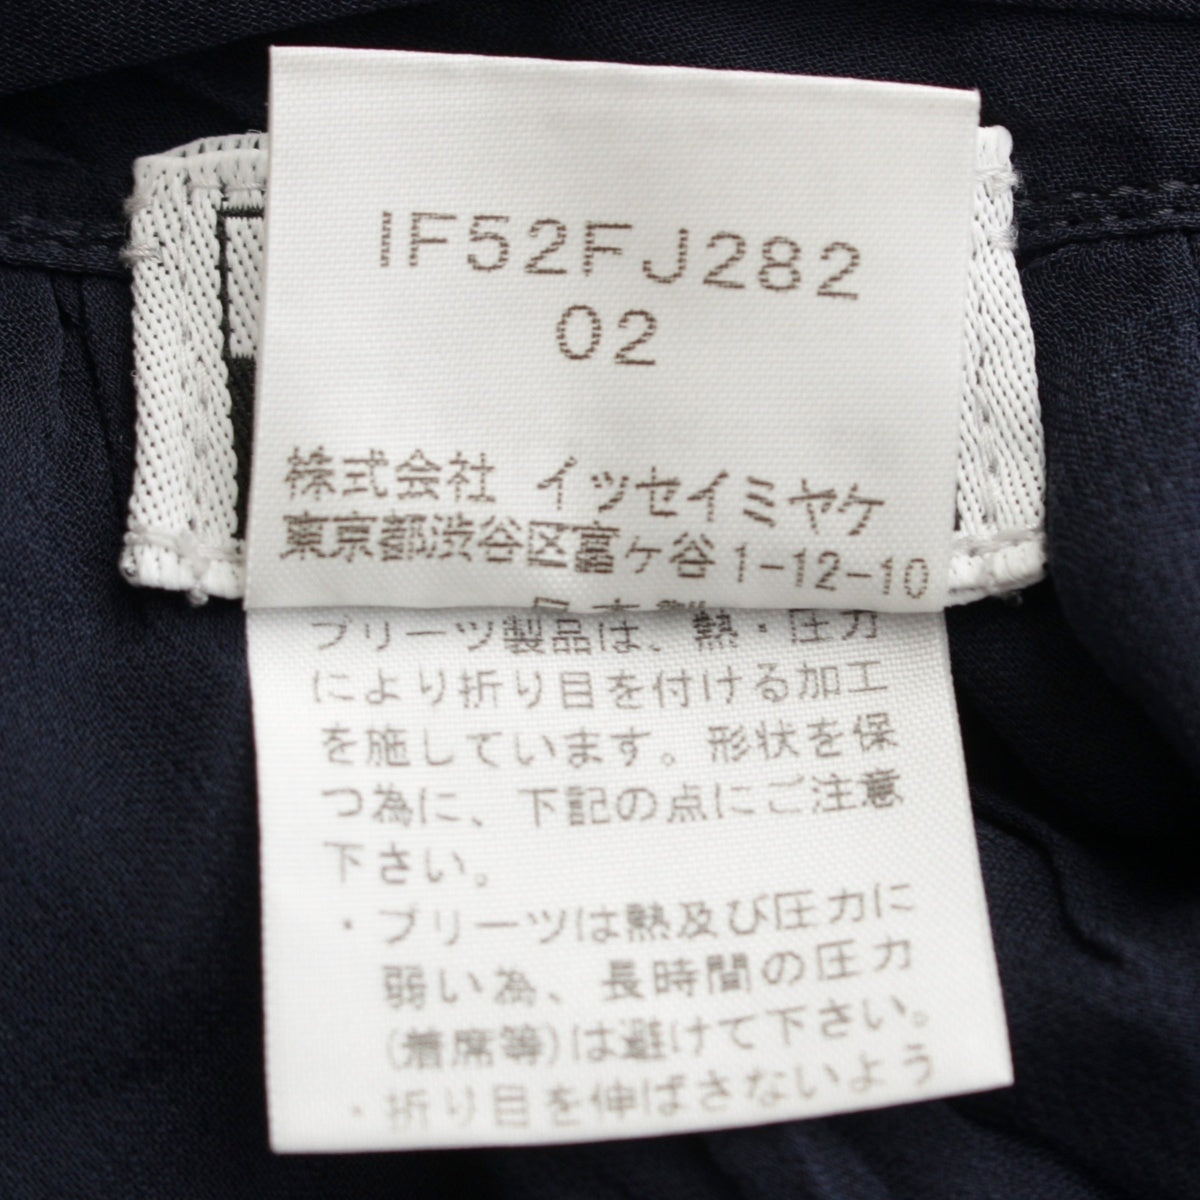 IF52FJ282
02
株式会社 イッセイミヤケ
東京都渋谷区富ヶ谷1-12-10
日本製
プリーツ製品は、熱・圧力
により折り目を付ける加工
を施しています。形状を保
つ為に、下記の点にご注意
下さい。
・プリーツは熱及び圧力に
弱い為、長時間の圧力
(着席等)は避けて下さい。
・折り目を伸ばさないよう